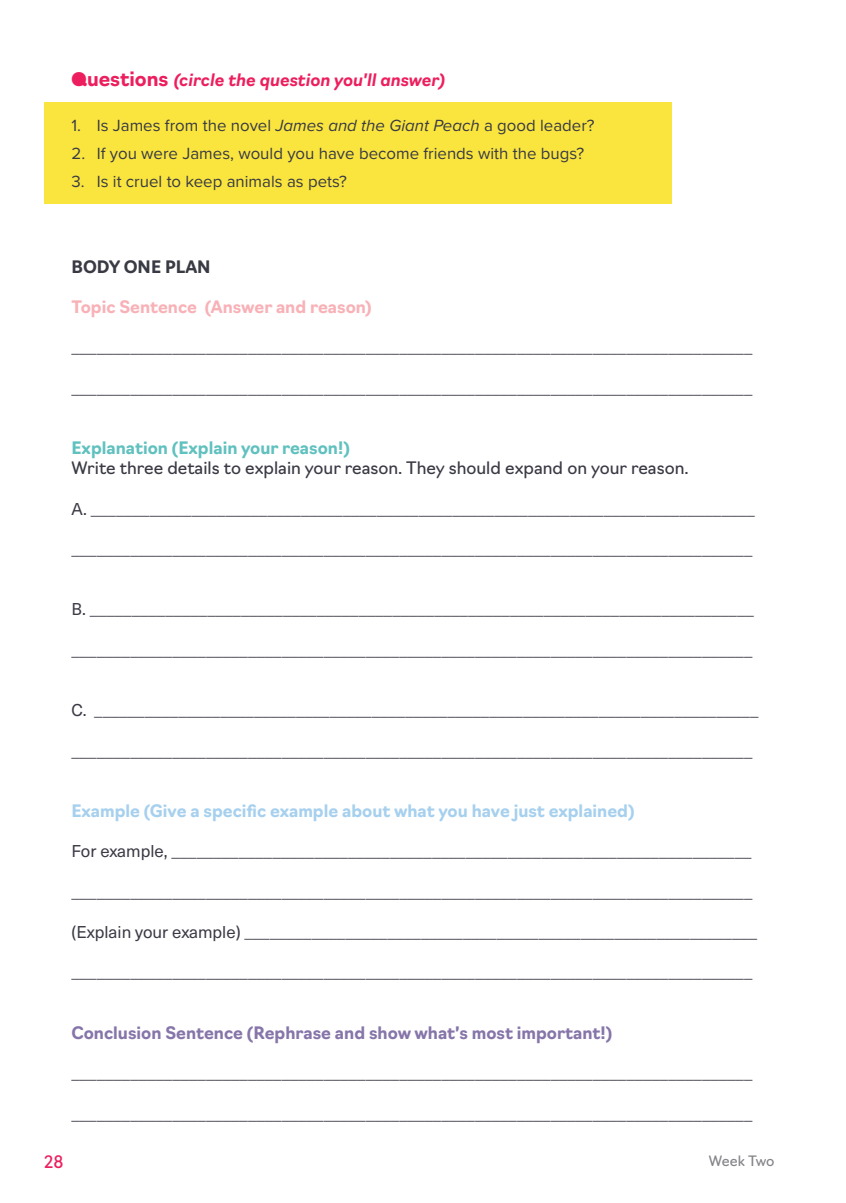 Questions (circle the question you'll answer)
1. Is James from the novel James and the Giant Peach a good leader?
2. If you were James, would you have become friends with the bugs?
3. Is it cruel to keep animals as pets?
BODY ONE PLAN
Topic Sentence (Answer and reason)
Explanation (Explain your reason!)
Write three details to explain your reason. They should expand on your reason.
A.
B.
C.
Example (Give a specific example about what you have just explained)
For example,
(Explain your example)
Conclusion Sentence (Rephrase and show what's most important!)
28
Week Two